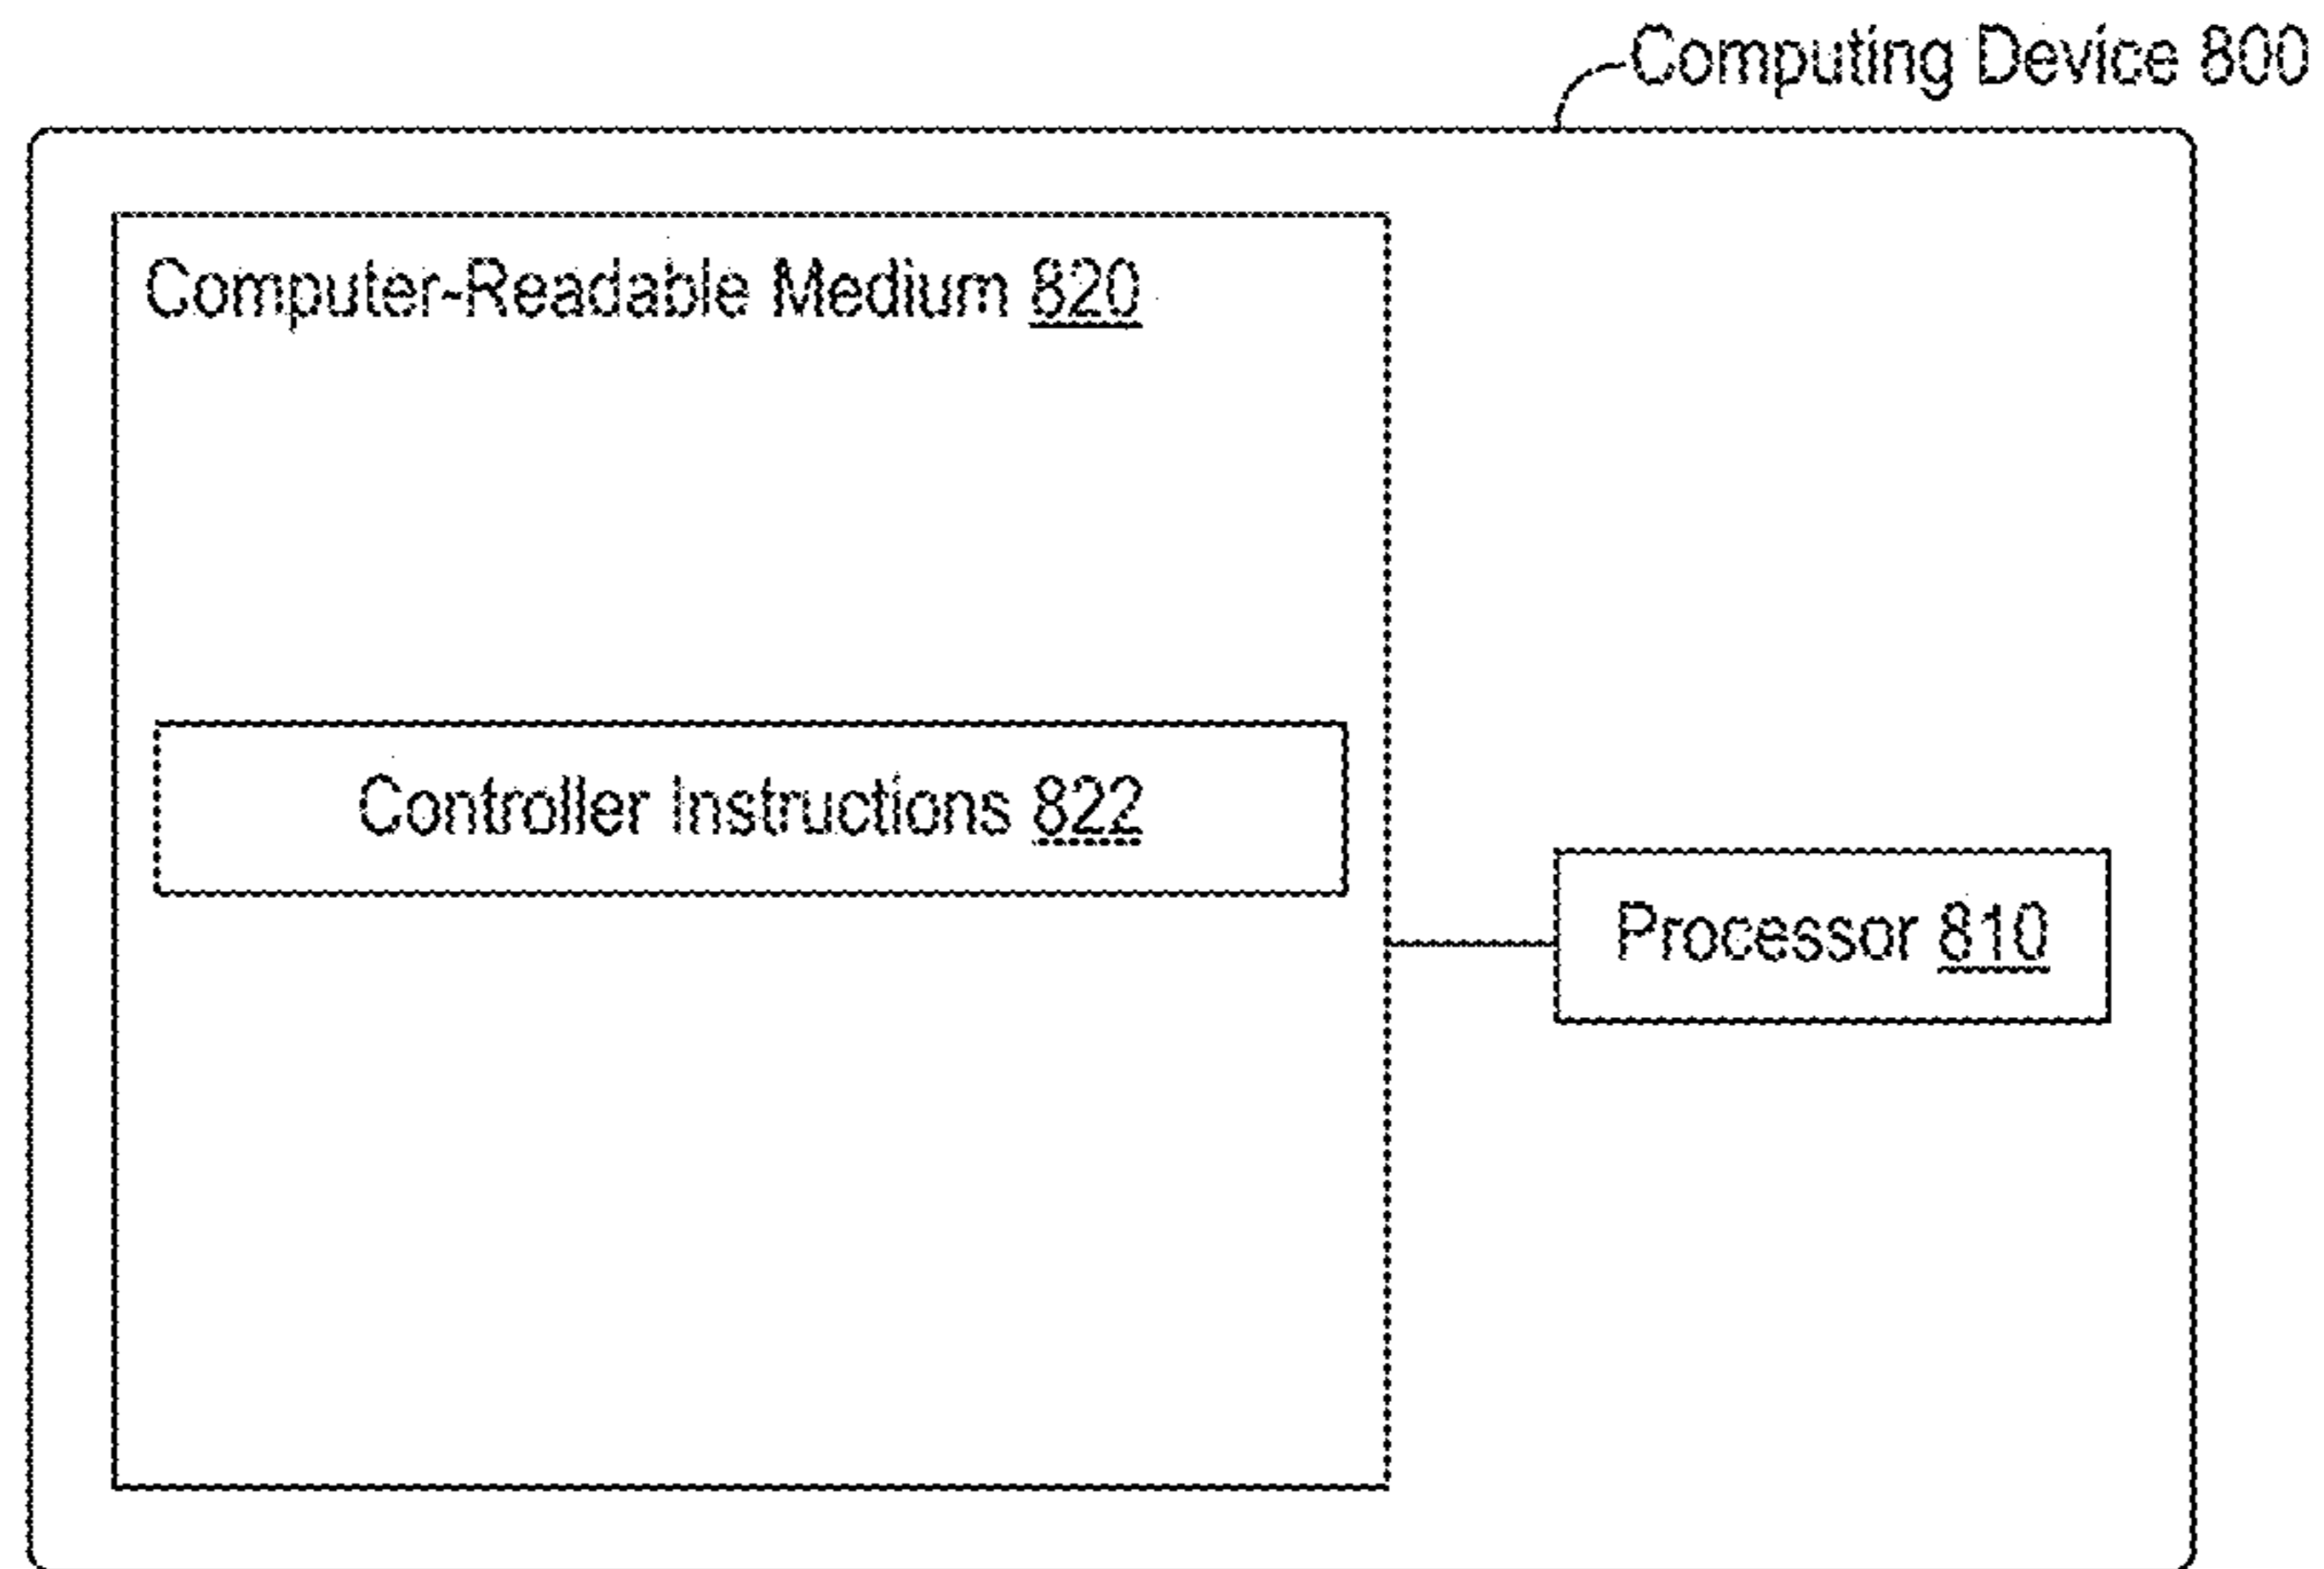 Computing Device 800
Computer-Readable Medium 820
Controller Instructions 822
Processor 810